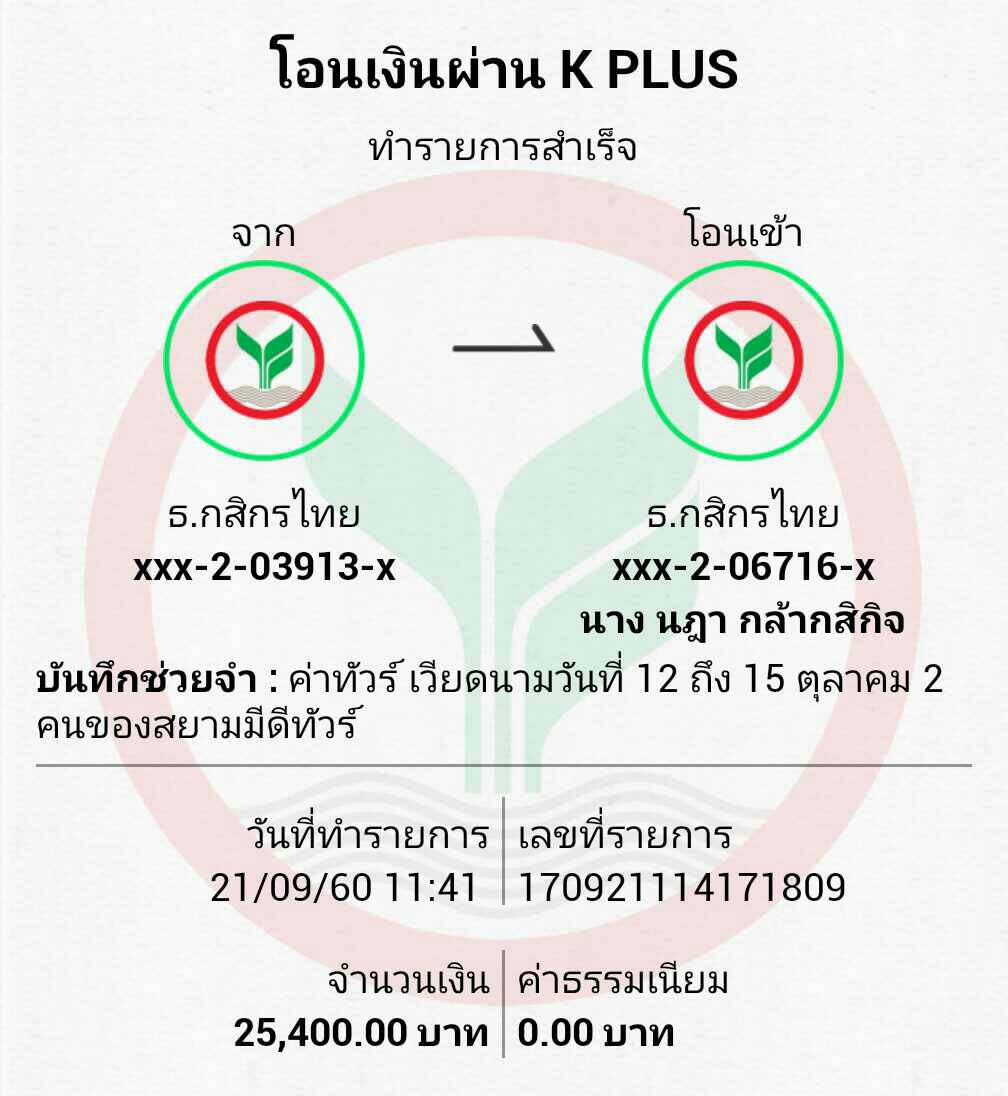 โอนเงินผ่าน K PLUS
ทำรายการสำเร็จ
จาก
โอนเข้า
ธ.กสิกรไทย
xxx-2-03913-x
ธ.กสิกรไทย
xxx-2-06716-x
นาง นฎา กล้ากสิกิจ
บันทึกช่วยจำ : ค่าทัวร์ เวียดนามวันที่ 12 ถึง 15 ตุลาคม 2
คนของสยามมีดีทัวร์
วันที่ทำรายการ
21/09/60 11:41
เลขที่รายการ
170921114171809
จำนวนเงิน
25,400.00 บาท
ค่าธรรมเนียม
0.00 บาท